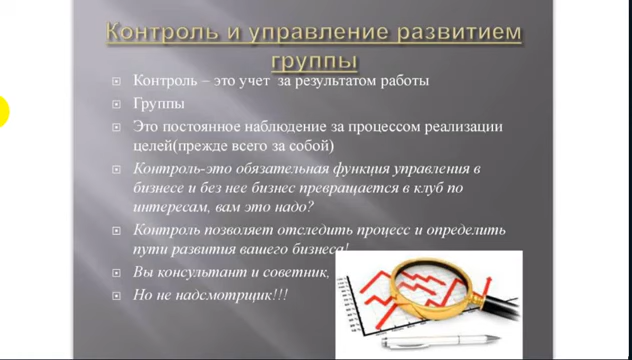 Контроль и управление развитием
группы
Контроль – это учет за результатом работы
Группы
Это постоянное наблюдение за процессом реализации
целей(прежде всего за собой)
Контроль-это обязательная функция управления в
бизнесе и без нее бизнес превращается в клуб по
интересам, вам это надо?
Контроль позволяет отследить процесс и определить
пути развития вашего бизнеса!
Вы консультант и советник,
Но не надсмотрщик!!!